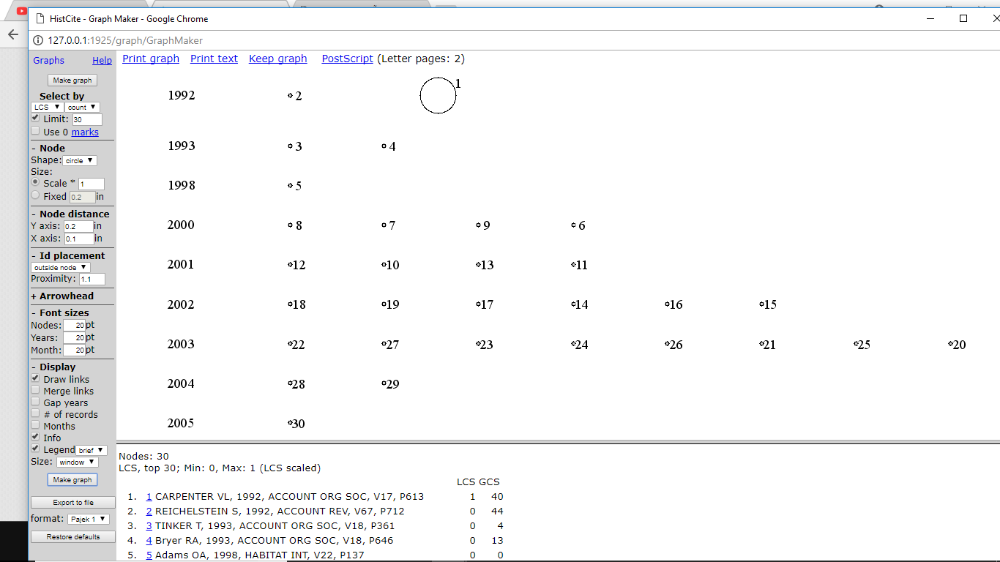 HistCite - Graph Maker - Google Chrome
127.0.0.1:1925/graph/GraphMaker
Graphs Help
Make graph
Select by
LCS count
Limit: 30
Use 0 marks
- Node
Shape: circle
Size:
Scale * 1
Fixed 0.2 in
- Node distance
Y axis: 0.2 in
X axis: 0.1 in
- Id placement
outside node
Proximity: 1.1
+ Arrowhead
- Font sizes
Nodes: 20 pt
Years: 20 pt
Month: 20 pt
- Display
Draw links
Merge links
Gap years
# of records
Months
Info
Legend brief
Size: window
Make graph
Export to file
format: Pajek 1
Restore defaults
Print graph Print text Keep graph PostScript (Letter pages: 2)
1992 2 1
1993 3 4
1998 5
2000 8 7 9 6
2001 12 10 13 11
2002 18 19 17 14 16 15
2003 22 27 23 24 26 21 25 20
2004 28 29
2005 30
Nodes: 30
LCS, top 30; Min: 0, Max: 1 (LCS scaled)
LCS GCS
1. 1 CARPENTER VL, 1992, ACCOUNT ORG SOC, V17, P613 1 40
2. 2 REICHELSTEIN S, 1992, ACCOUNT REV, V67, P712 0 44
3. 3 TINKER T, 1993, ACCOUNT ORG SOC, V18, P361 0 4
4. 4 Bryer RA, 1993, ACCOUNT ORG SOC, V18, P646 0 13
5. 5 Adams OA, 1998, HABITAT INT, V22, P137 0 0